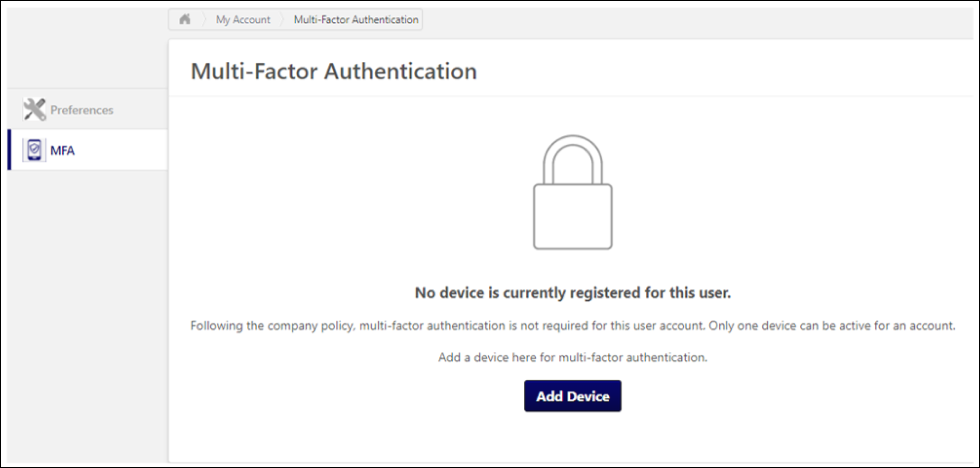 My Account
Multi-Factor Authentication
Multi-Factor Authentication
Preferences
MFA
No device is currently registered for this user.
Following the company policy, multi-factor authentication is not required for this user account. Only one device can be active for an account.
Add a device here for multi-factor authentication.
Add Device